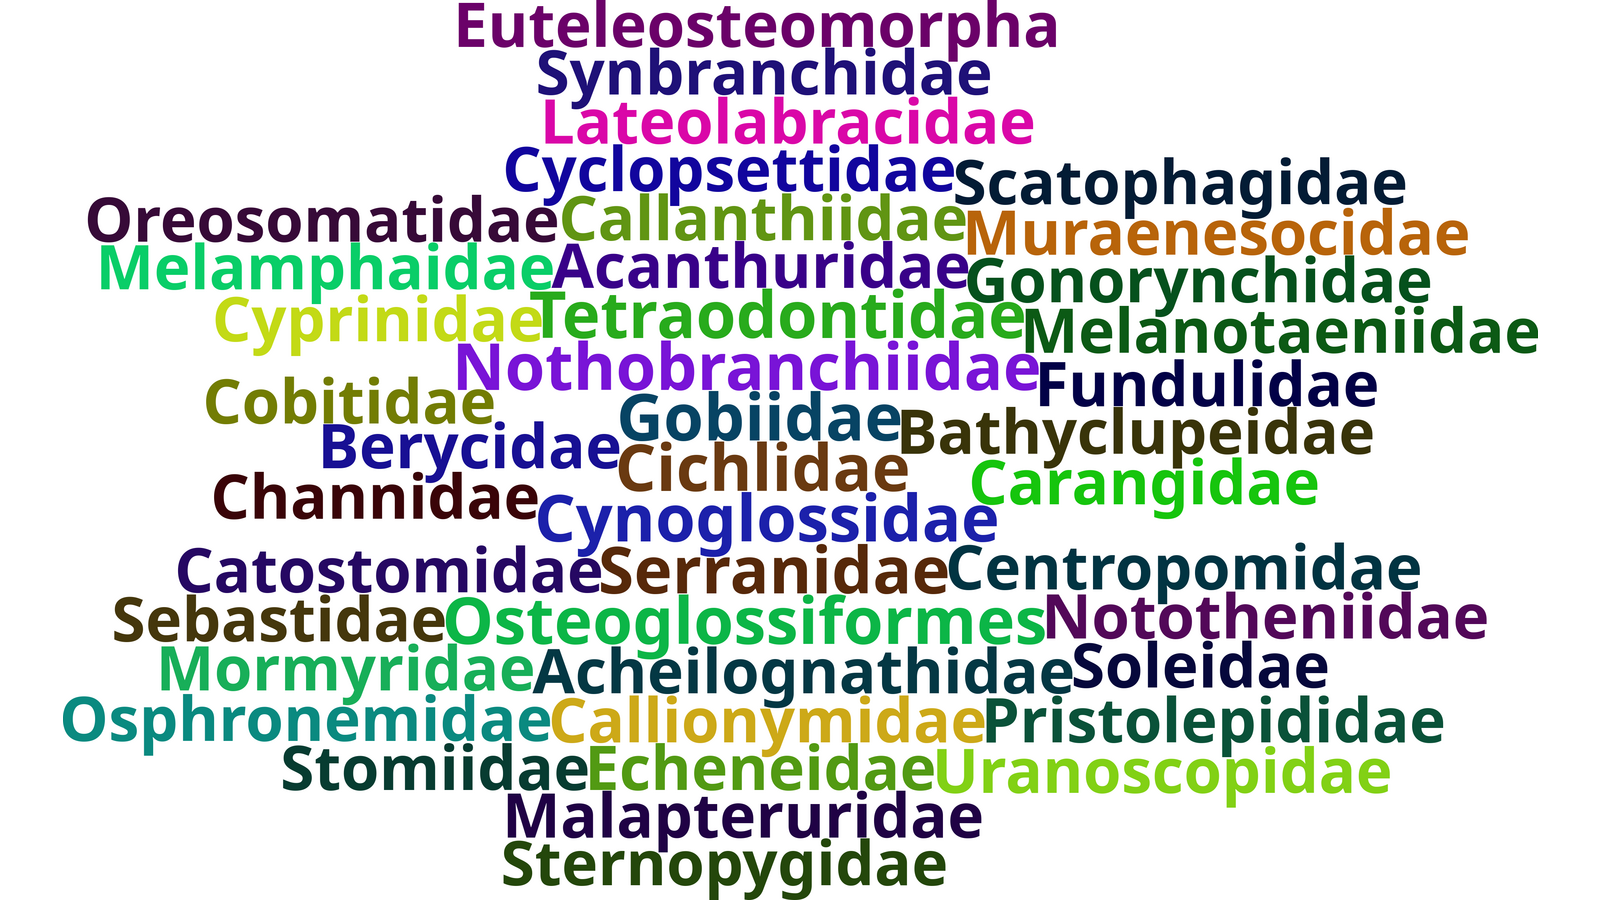 Euteleosteomorpha
Synbranchidae
Lateolabracidae
Cyclopsettidae Scatophagidae
Oreosomatidae Callanthiidae Muraenesocidae
Melamphaidae Acanthuridae Gonorynchidae
Cyprinidae Tetraodontidae Melanotaeniidae
Nothobranchiidae Fundulidae
Cobitidae Gobiidae Bathyclupeidae
Berycidae Cichlidae Carangidae
Channidae Cynoglossidae
Catostomidae Serranidae Centropomidae
Sebastidae Osteoglossiformes Nototheniidae
Mormyridae Acheilognathidae Soleidae
Osphronemidae Callionymidae Pristolepididae
Stomiidae Echeneidae Uranoscopidae
Malapteruridae
Sternopygidae